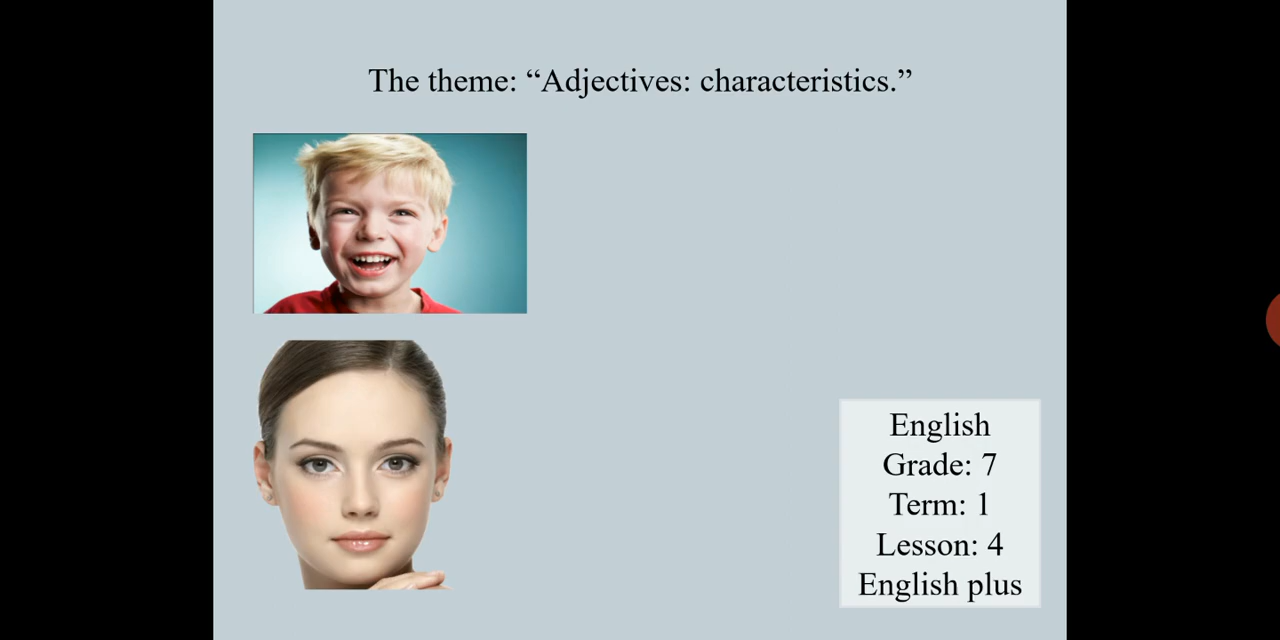 The theme: “Adjectives: characteristics.”
English
Grade: 7
Term: 1
Lesson: 4
English plus